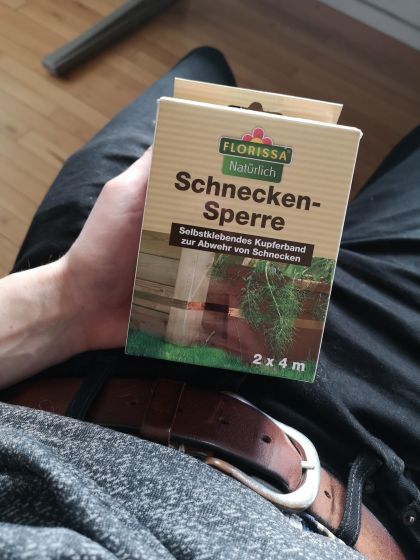 FLORISSA
Natürlich
Schnecken-
Sperre
Selbstklebendes Kupferband
zur Abwehr von Schnecken
2 x 4 m